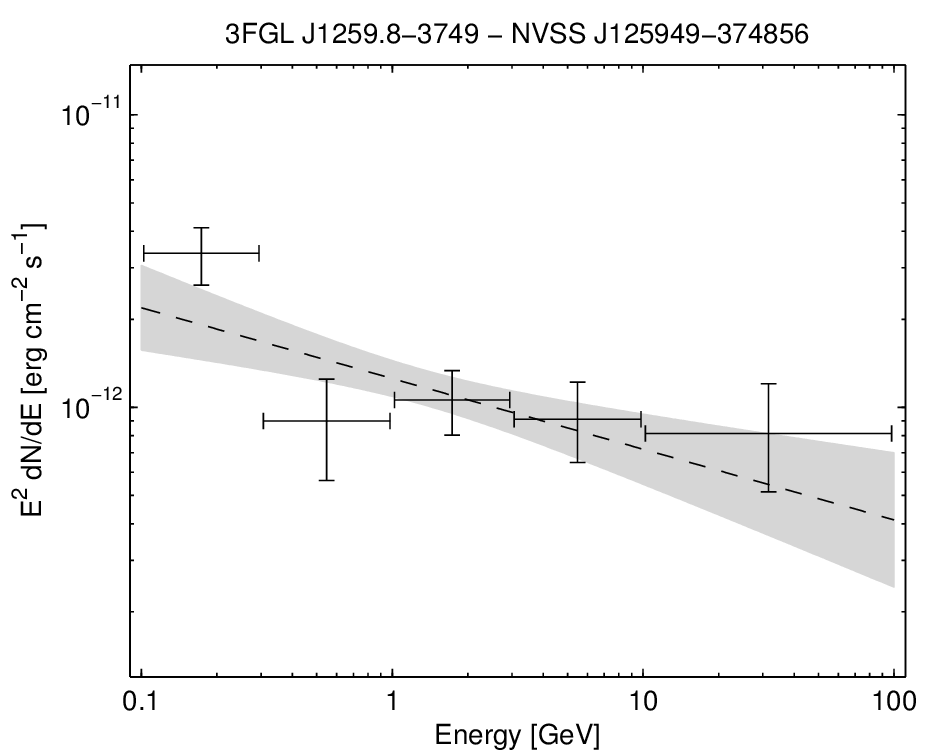 3FGL J1259.8−3749 − NVSS J125949−374856
10⁻¹¹
10⁻¹²
E² dN/dE [erg cm⁻² s⁻¹]
0.1 1 10 100
Energy [GeV]